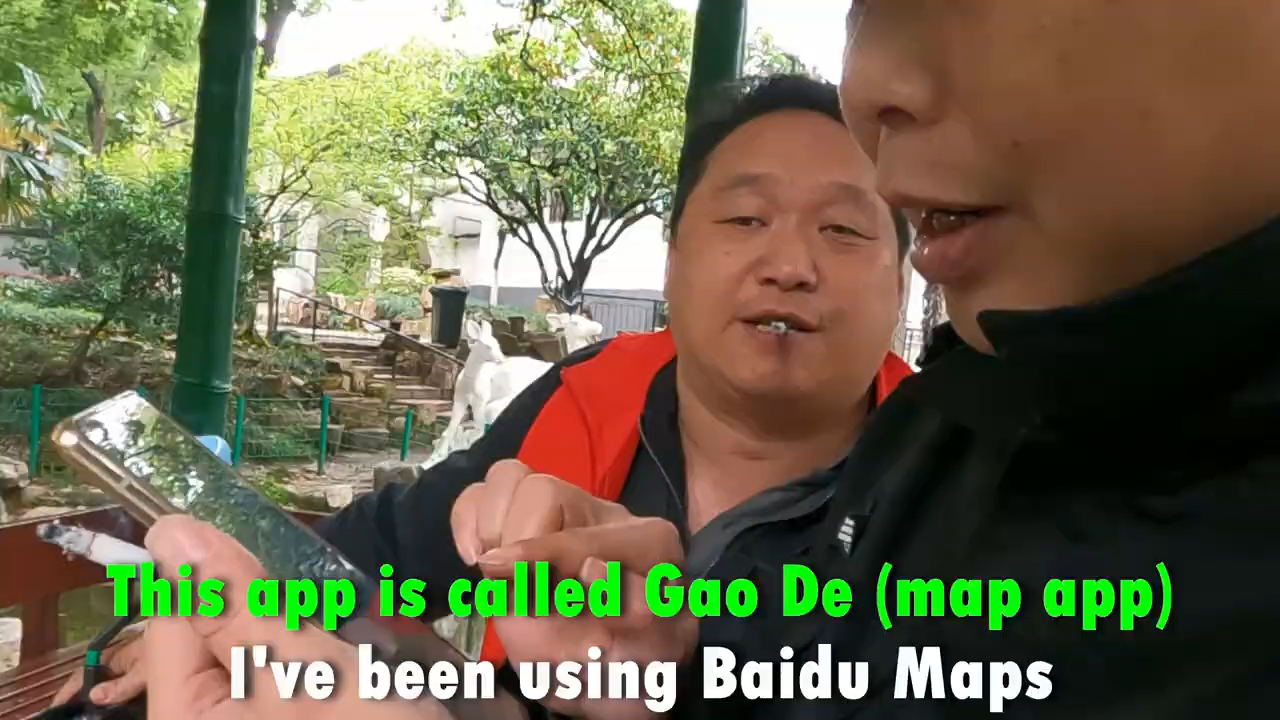 This app is called Gao De (map app)
I've been using Baidu Maps